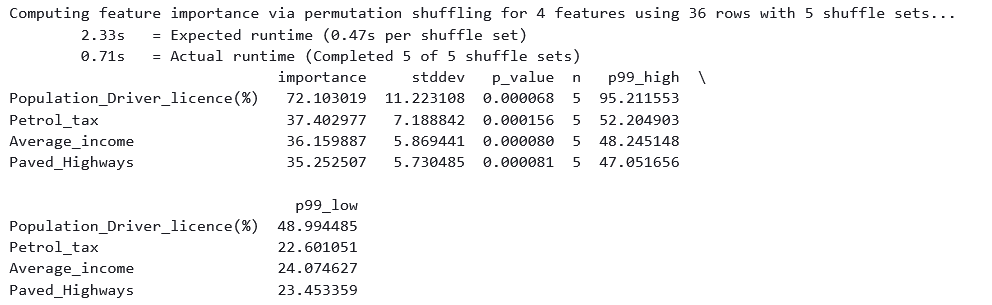 Computing feature importance via permutation shuffling for 4 features using 36 rows with 5 shuffle sets...
2.33s = Expected runtime (0.47s per shuffle set)
0.71s = Actual runtime (Completed 5 of 5 shuffle sets)
importance stddev p_value n p99_high \
Population_Driver_licence(%) 72.103019 11.223108 0.000068 5 95.211553
Petrol_tax 37.402977 7.188842 0.000156 5 52.204903
Average_income 36.159887 5.869441 0.000080 5 48.245148
Paved_Highways 35.252507 5.730485 0.000081 5 47.051656
p99_low
Population_Driver_licence(%) 48.994485
Petrol_tax 22.601051
Average_income 24.074627
Paved_Highways 23.453359